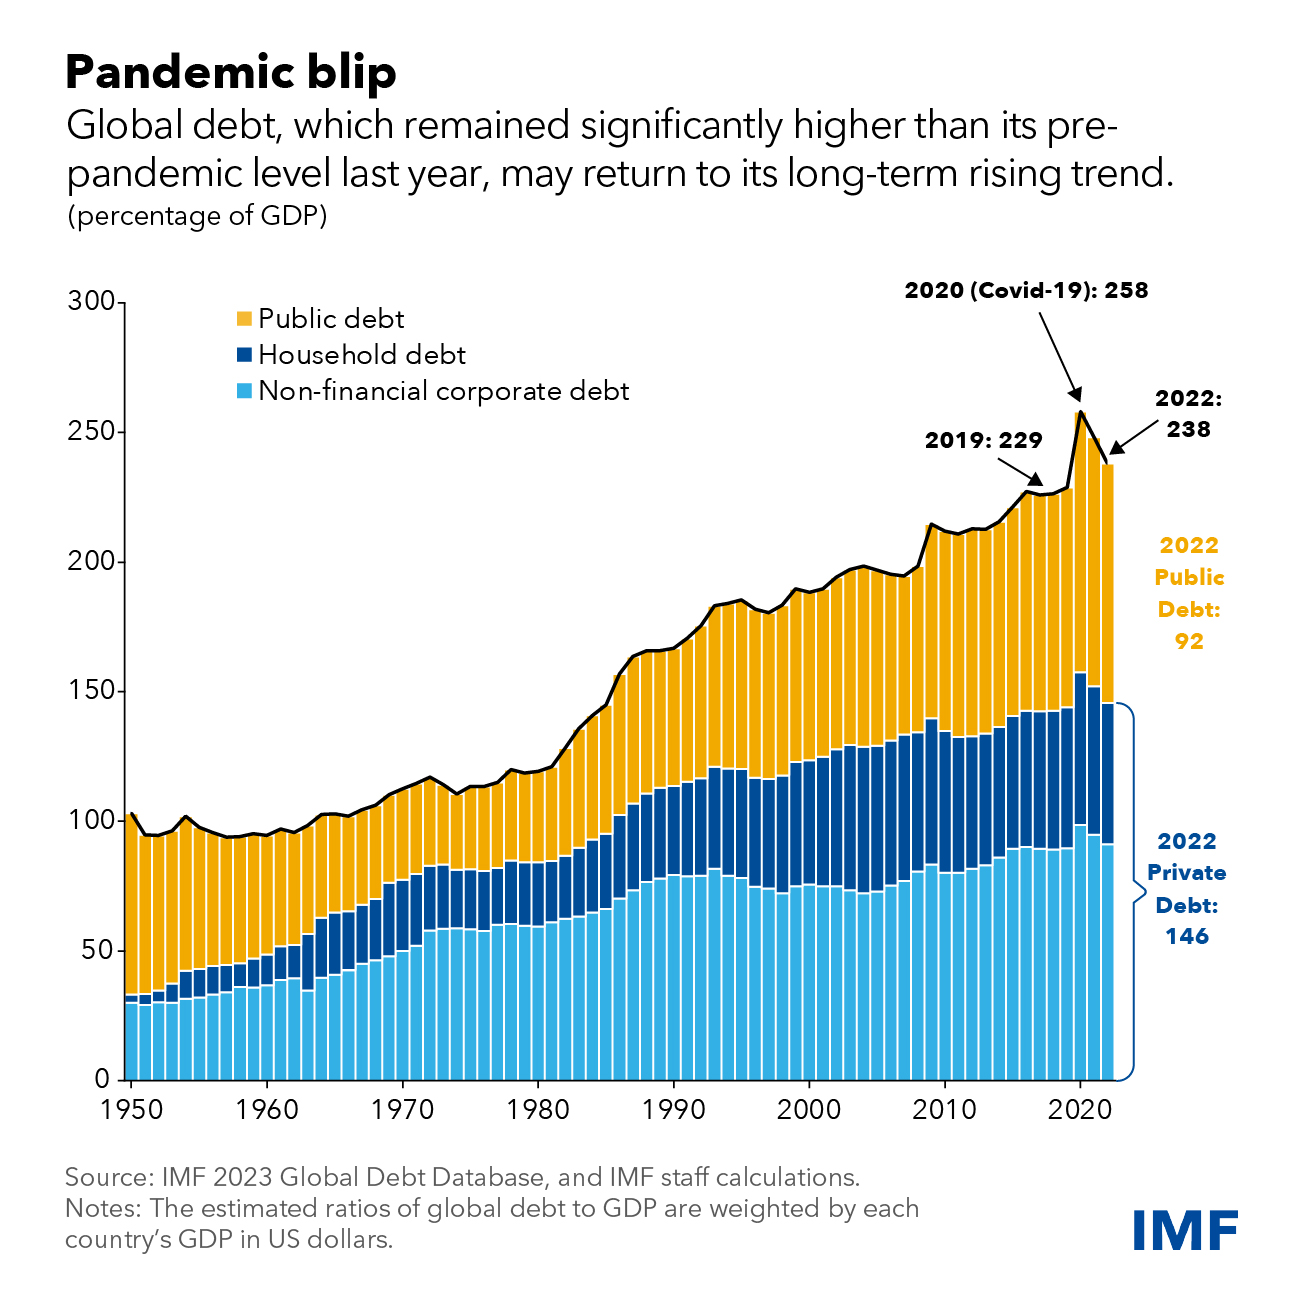 Pandemic blip
Global debt, which remained significantly higher than its pre-
pandemic level last year, may return to its long-term rising trend.
(percentage of GDP)
2020 (Covid-19): 258
300
Public debt
Household debt
Non-financial corporate debt
2022:
238
250
2019: 229
2022
Public
Debt:
92
200
150
100
2022
Private
Debt:
146
50
0
1950 1960 1970 1980 1990 2000 2010 2020
Source: IMF 2023 Global Debt Database, and IMF staff calculations.
Notes: The estimated ratios of global debt to GDP are weighted by each
country’s GDP in US dollars.
IMF